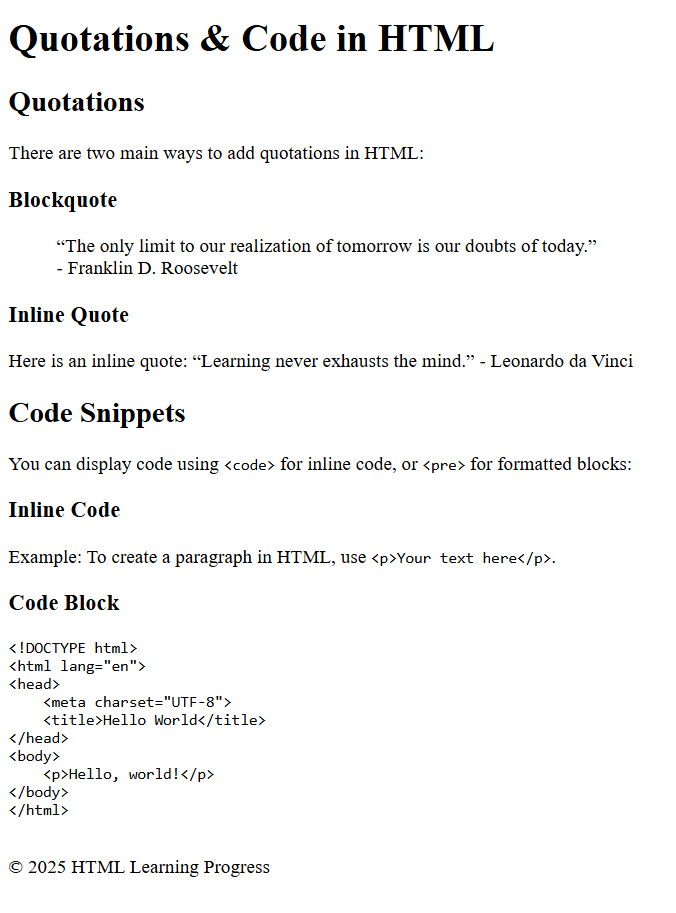 Quotations & Code in HTML
Quotations
There are two main ways to add quotations in HTML:
Blockquote
“The only limit to our realization of tomorrow is our doubts of today.”
- Franklin D. Roosevelt
Inline Quote
Here is an inline quote: “Learning never exhausts the mind.” - Leonardo da Vinci
Code Snippets
You can display code using <code> for inline code, or <pre> for formatted blocks:
Inline Code
Example: To create a paragraph in HTML, use <p>Your text here</p>.
Code Block
<!DOCTYPE html>
<html lang="en">
<head>
    <meta charset="UTF-8">
    <title>Hello World</title>
</head>
<body>
    <p>Hello, world!</p>
</body>
</html>
© 2025 HTML Learning Progress